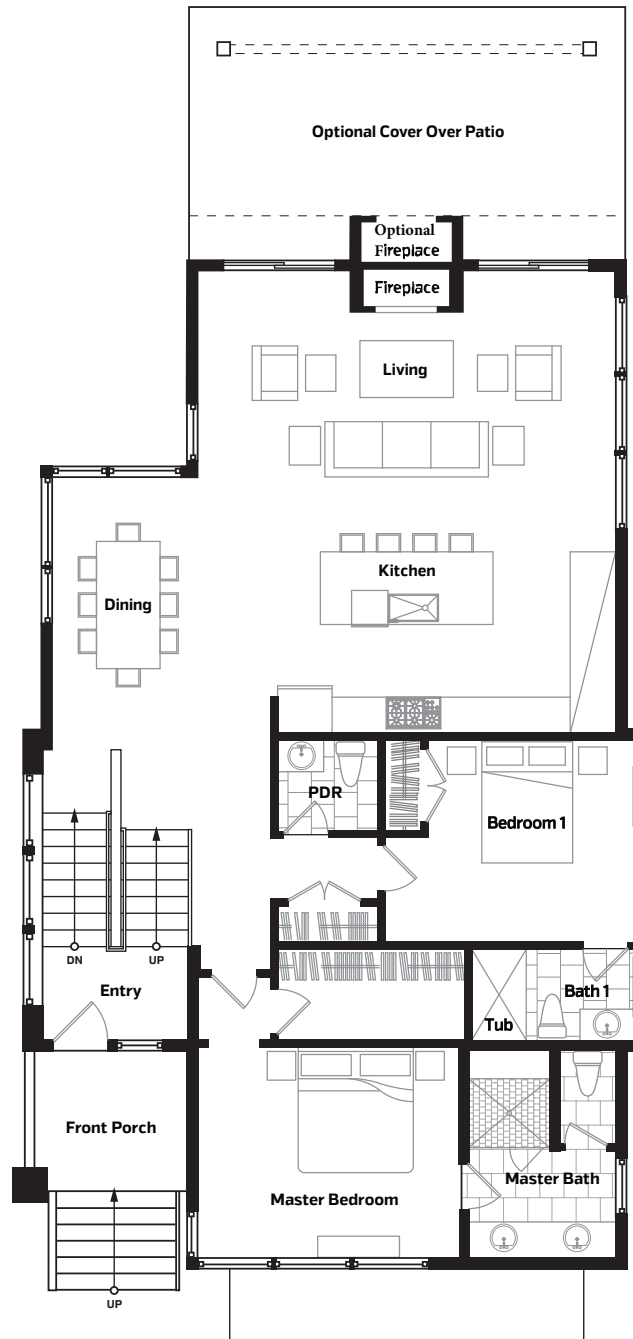 Optional Cover Over Patio
Optional
Fireplace
Fireplace
Living
Kitchen
Dining
PDR
Bedroom 1
DN
UP
Entry
Bath 1
Tub
Front Porch
Master Bath
Master Bedroom
UP